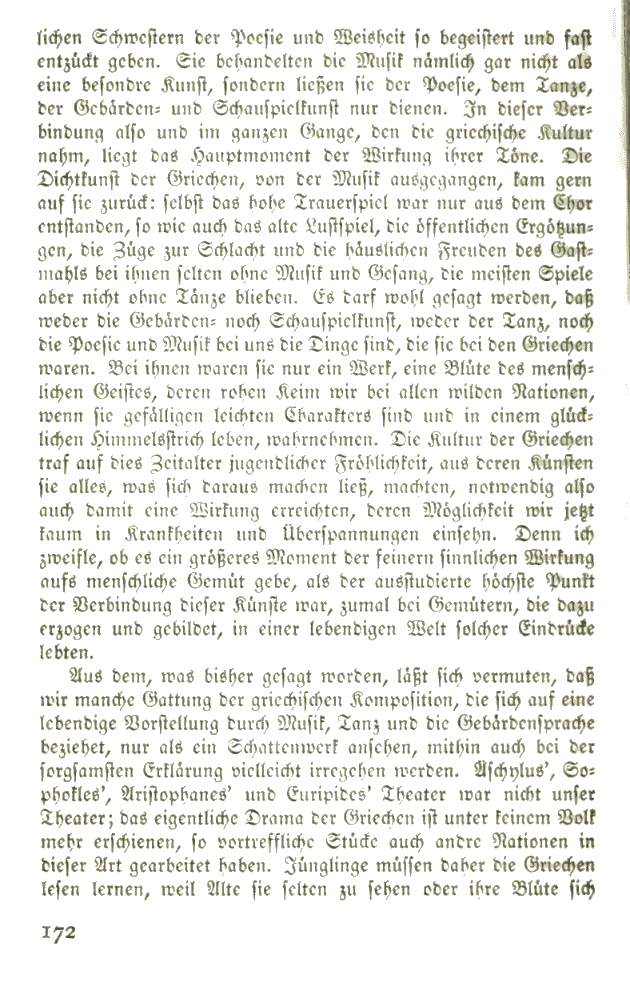 lichen Schwestern der Poesie und Weisheit so begeistert und fast
entzückt geben. Sie behandelten die Musik nämlich gar nicht als
eine besondre Kunst, sondern ließen sie der Poesie, dem Tanze,
der Gebärden- und Schauspielkunst nur dienen. In dieser Ver-
bindung also und im ganzen Gange, den die griechische Kultur
nahm, liegt das Hauptmoment der Wirkung ihrer Töne. Die
Dichtkunst der Griechen, von der Musik ausgegangen, kam gern
auf sie zurück: selbst das hohe Trauerspiel war nur aus dem Chor
entstanden, so wie auch das alte Lustspiel, die öffentlichen Ergötzun-
gen, die Züge zur Schlacht und die häuslichen Freuden des Gast-
mahls bei ihnen selten ohne Musik und Gesang, die meisten Spiele
aber nicht ohne Tänze blieben. Es darf wohl gesagt werden, daß
weder die Gebärden- noch Schauspielkunst, weder der Tanz, noch
die Poesie und Musik bei uns die Dinge sind, die sie bei den Griechen
waren. Bei ihnen waren sie nur ein Werk, eine Blüte des mensch-
lichen Geistes, deren rohen Keim wir bei allen wilden Nationen,
wenn sie gefälligen leichten Charakters sind und in einem glück-
lichen Himmelsstrich leben, wahrnehmen. Die Kultur der Griechen
traf auf dies Zeitalter jugendlicher Fröhlichkeit, aus deren Künsten
sie alles, was sich daraus machen ließ, machten, notwendig also
auch damit eine Wirkung erreichten, deren Möglichkeit wir jetzt
kaum in Krankheiten und Überspannungen einsehn. Denn ich
zweifle, ob es ein größeres Moment der feinern sinnlichen Wirkung
aufs menschliche Gemüt gebe, als der ausstudierte höchste Punkt
der Verbindung dieser Künste war, zumal bei Gemütern, die dazu
erzogen und gebildet, in einer lebendigen Welt solcher Eindrücke
lebten.
Aus dem, was bisher gesagt worden, läßt sich vermuten, daß
wir manche Gattung der griechischen Komposition, die sich auf eine
lebendige Vorstellung durch Musik, Tanz und die Gebärdensprache
beziehet, nur als ein Schattenwerk ansehen, mithin auch bei der
sorgsamsten Erklärung vielleicht irregehen werden. Äschylus', So-
phokles', Aristophanes' und Euripides' Theater war nicht unser
Theater; das eigentliche Drama der Griechen ist unter keinem Volk
mehr erschienen, so vortreffliche Stücke auch andre Nationen in
dieser Art gearbeitet haben. Jünglinge müssen daher die Griechen
lesen lernen, weil Alte sie selten zu sehen oder ihre Blüte sich
172